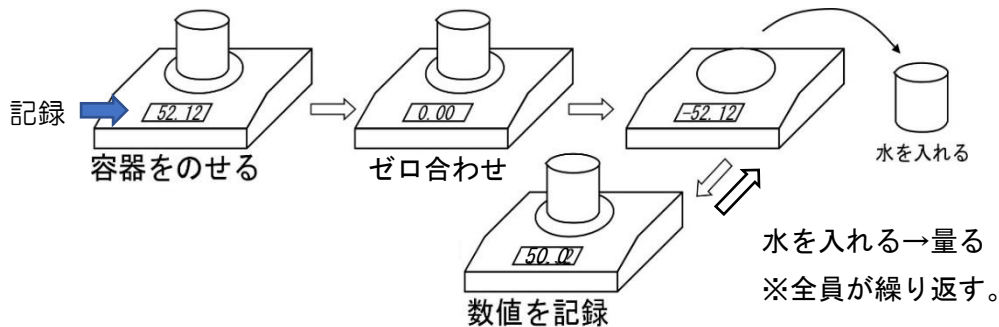 記録
52.12
0.00
-52.12
容器をのせる
ゼロ合わせ
水を入れる
50.02
水を入れる→量る
※全員が繰り返す。
数値を記録